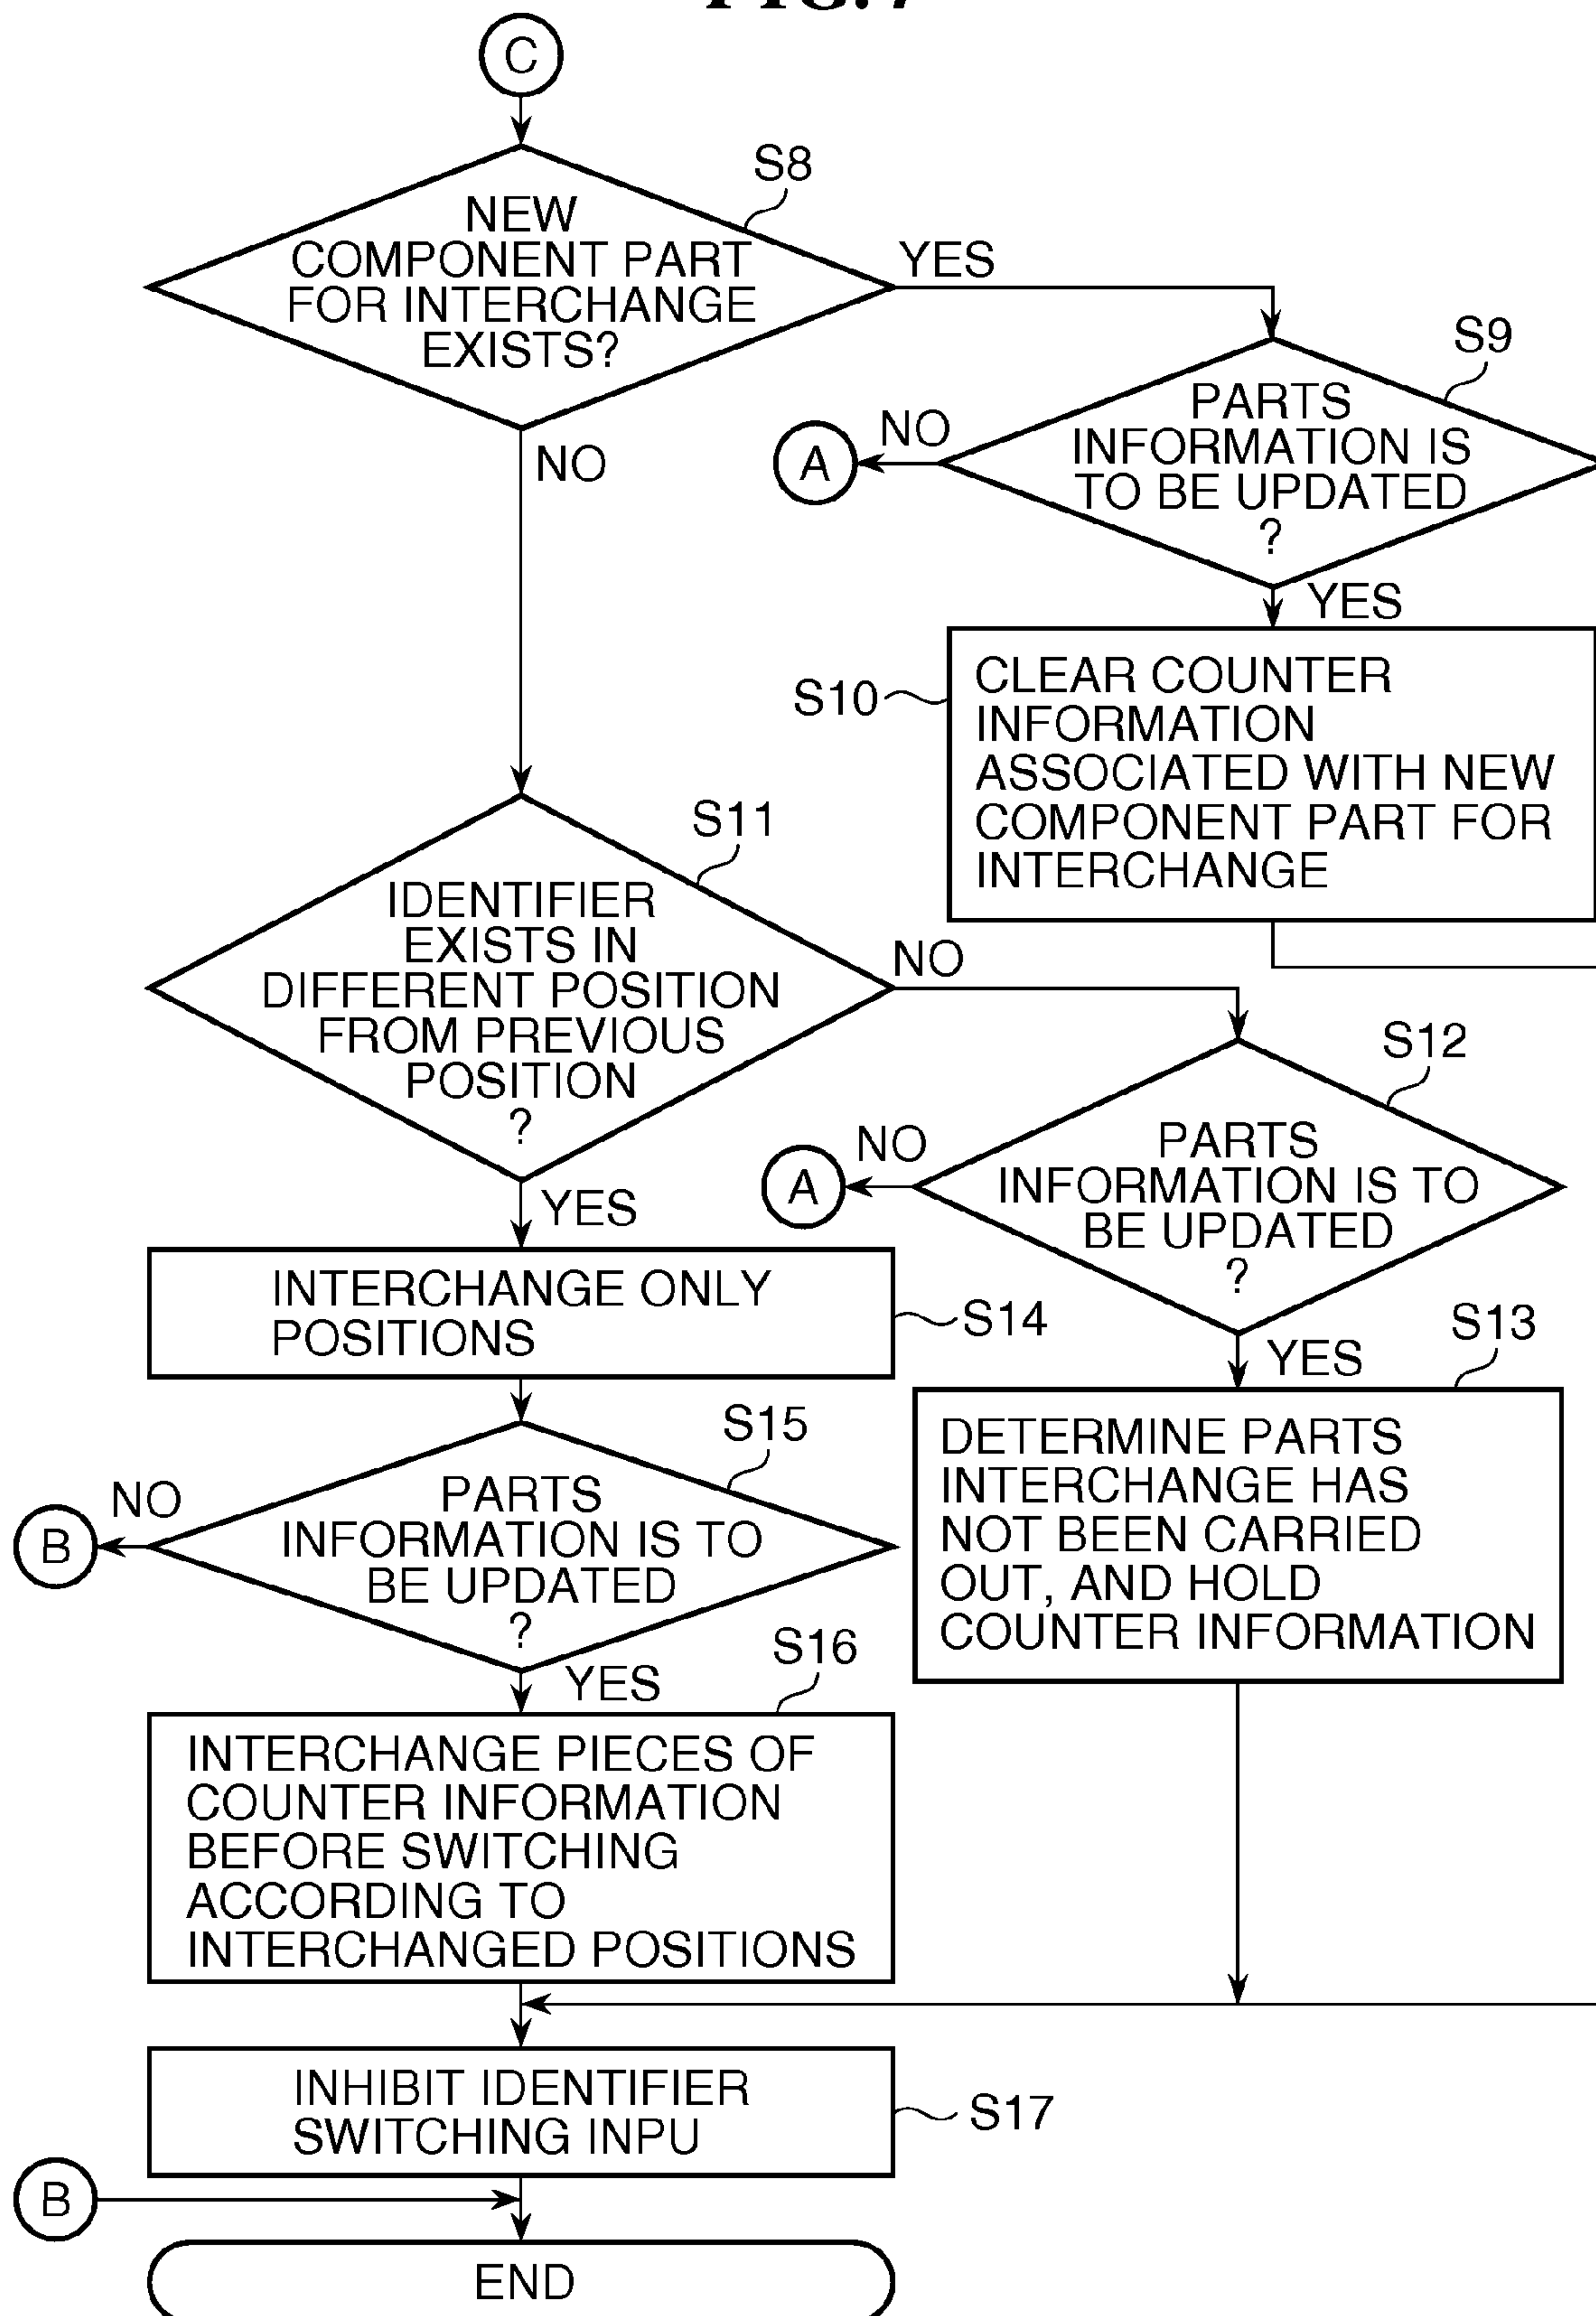 FIG. 7
C
S8
NEW
COMPONENT PART
FOR INTERCHANGE
EXISTS?
YES
NO
S9
PARTS
INFORMATION IS
TO BE UPDATED
?
NO
A
YES
S10
CLEAR COUNTER
INFORMATION
ASSOCIATED WITH NEW
COMPONENT PART FOR
INTERCHANGE
S11
IDENTIFIER
EXISTS IN
DIFFERENT POSITION
FROM PREVIOUS
POSITION
?
NO
YES
S12
PARTS
INFORMATION IS TO
BE UPDATED
?
NO
A
YES
S13
DETERMINE PARTS
INTERCHANGE HAS
NOT BEEN CARRIED
OUT, AND HOLD
COUNTER INFORMATION
INTERCHANGE ONLY
POSITIONS
S14
S15
PARTS
INFORMATION IS TO
BE UPDATED
?
NO
B
YES
S16
INTERCHANGE PIECES OF
COUNTER INFORMATION
BEFORE SWITCHING
ACCORDING TO
INTERCHANGED POSITIONS
INHIBIT IDENTIFIER
SWITCHING INPU
S17
B
END